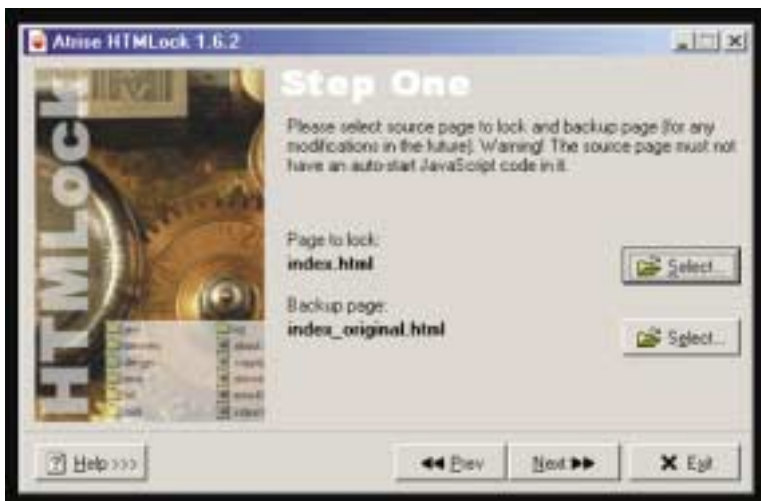 Atrise HTMLock 1.6.2
HTMLock
Step One
Please select source page to lock and backup page (for any
modifications in the future). Warning! The source page must not
have an auto-start JavaScript code in it.
Page to lock:
index.html
Select...
Backup page:
index_original.html
Select...
Help >>>
Prev
Next
Exit